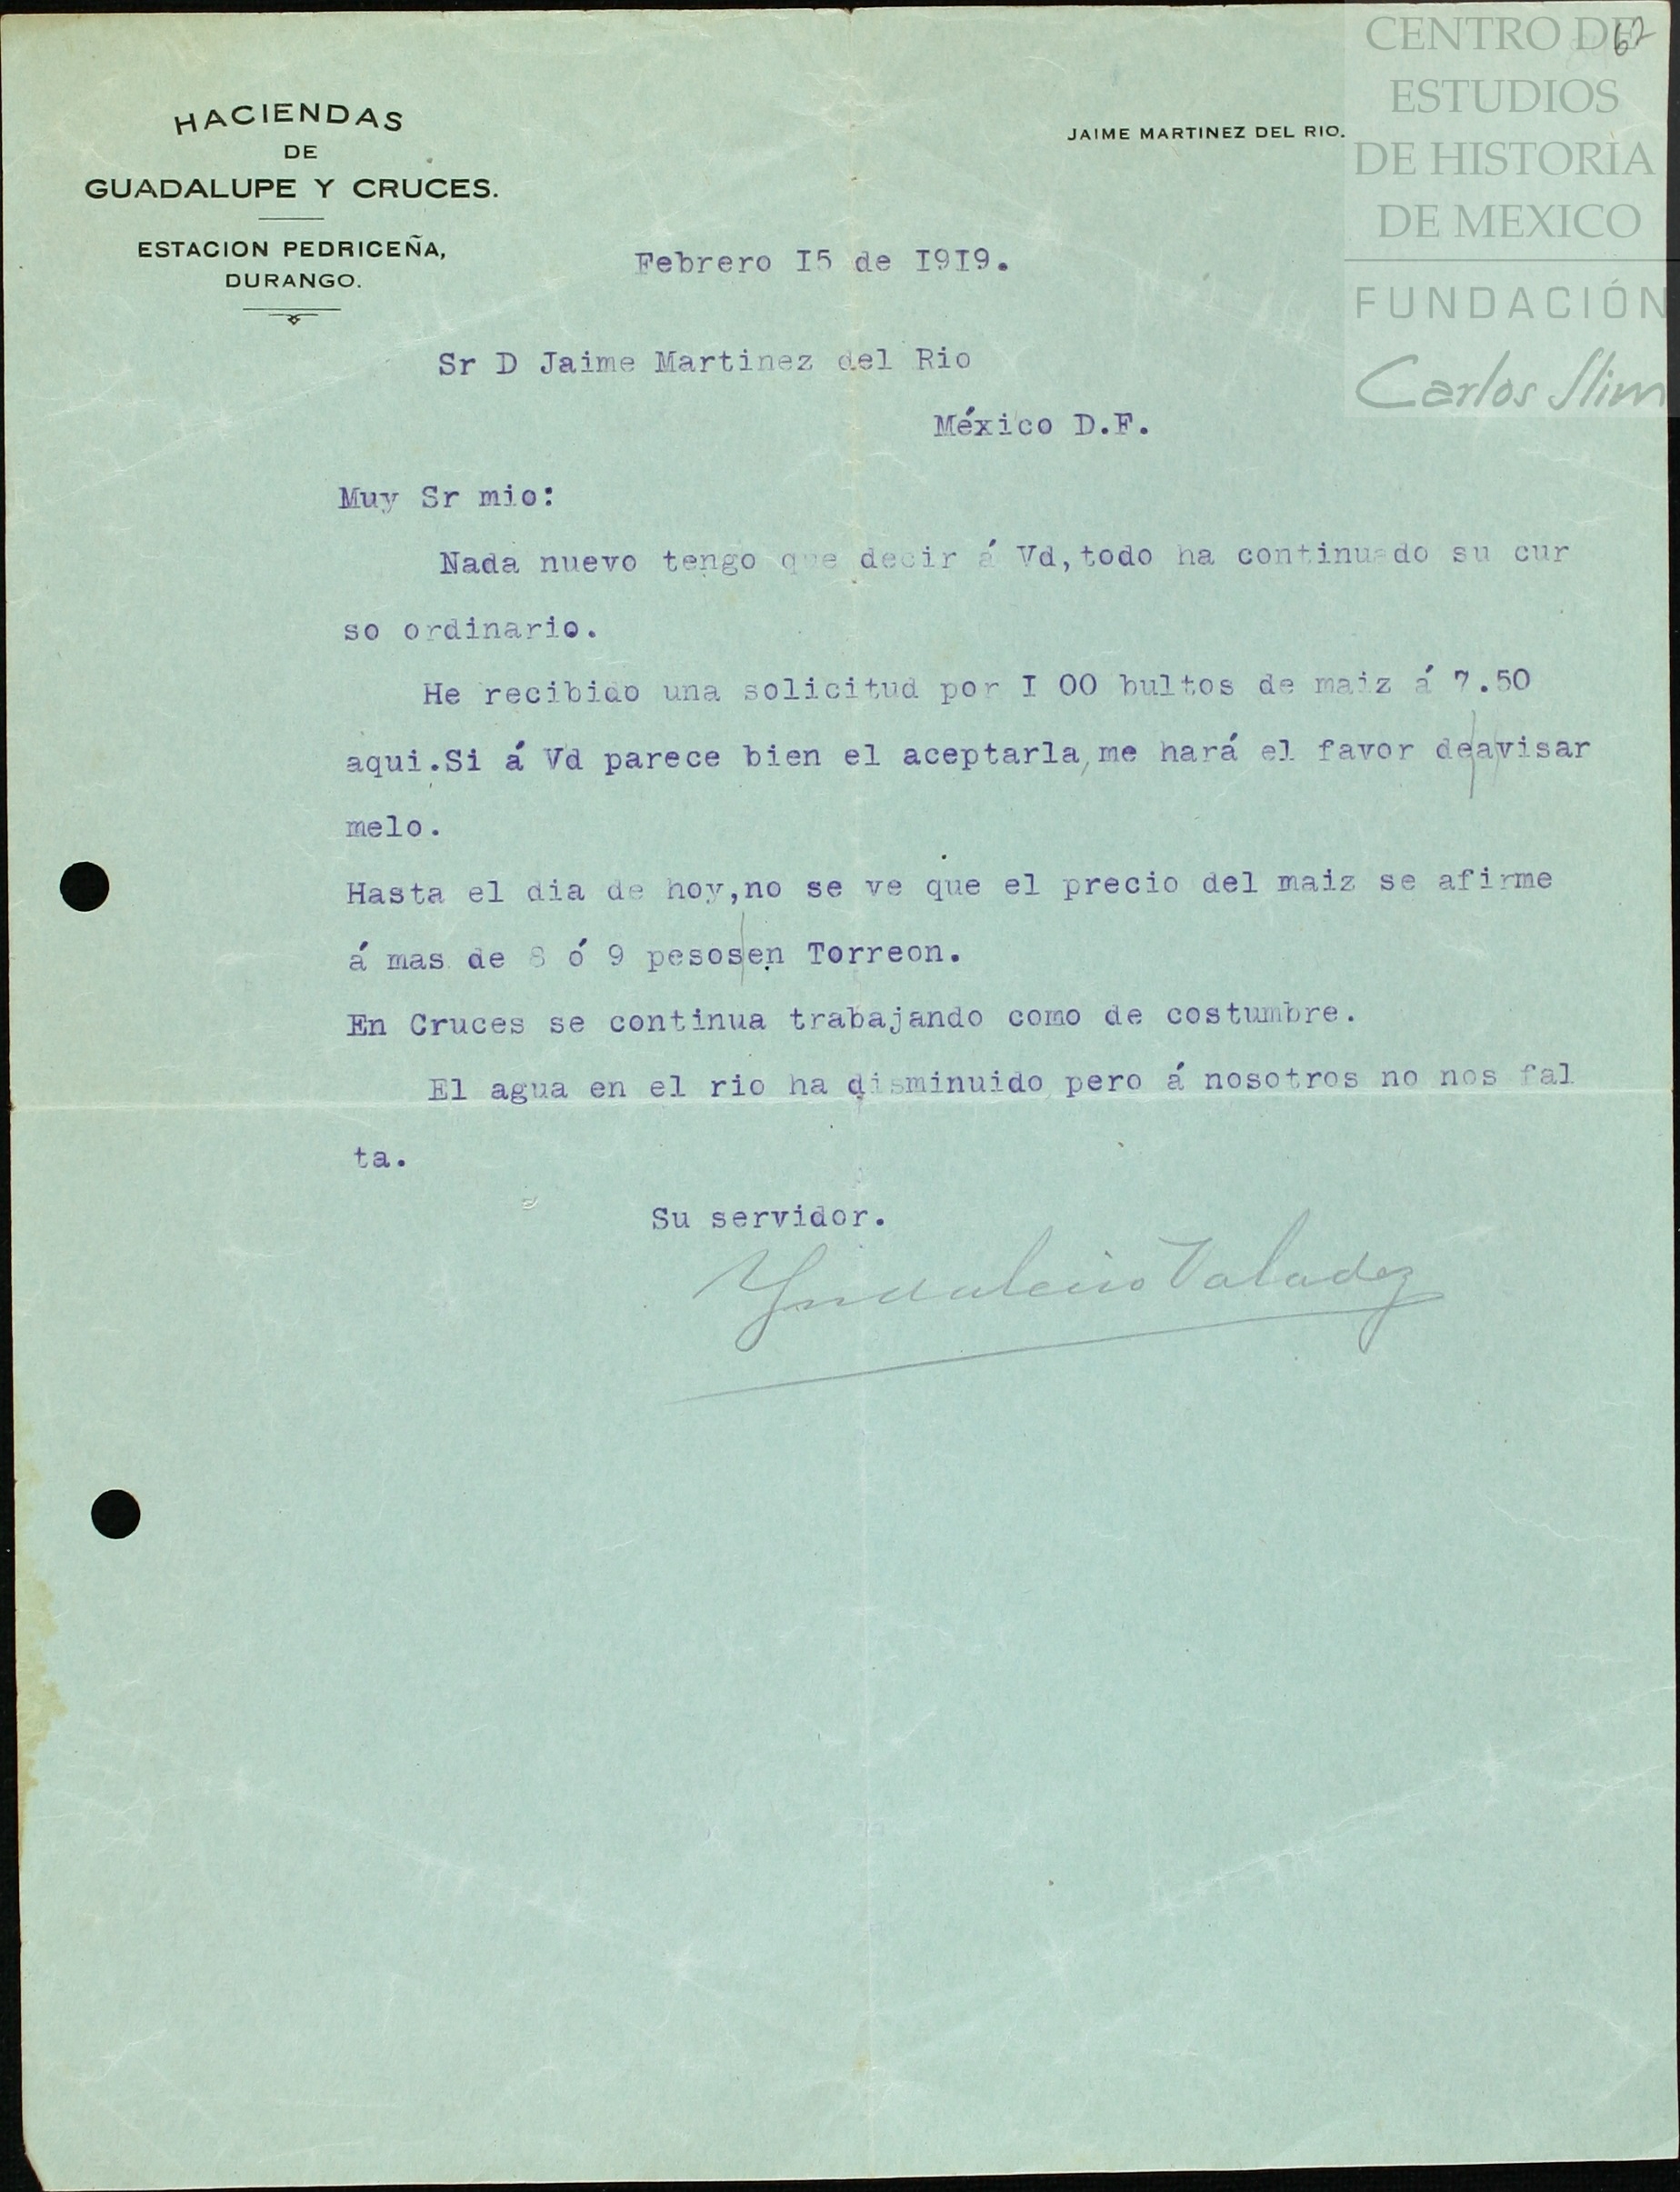 CENTRO DE
ESTUDIOS
DE HISTORIA
DE MEXICO
FUNDACIÓN
Carlos Slim
62
HACIENDAS
DE
GUADALUPE Y CRUCES.
ESTACION PEDRICEÑA,
DURANGO.
JAIME MARTINEZ DEL RIO.
Febrero I5 de I9I9.
Sr D Jaime Martinez del Rio
México D.F.
Muy Sr mio:
Nada nuevo tengo que decir á Vd,todo ha continuado su cur
so ordinario.
He recibido una solicitud por I 00 bultos de maiz á 7.50
aqui.Si á Vd parece bien el aceptarla,me hará el favor de/avisar
melo.
Hasta el dia de hoy,no se ve que el precio del maiz se afirme
á mas de 8 ó 9 pesos/en Torreon.
En Cruces se continua trabajando como de costumbre.
El agua en el rio ha disminuido,pero á nosotros no nos fal
ta.
Su servidor.
Yndalecio Valadez